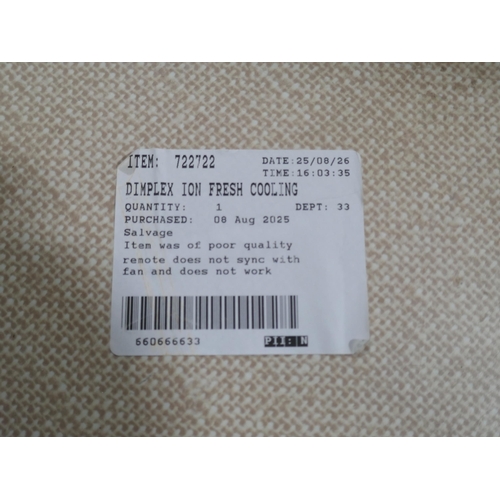 ITEM: 722722 DATE:25/08/26
TIME:16:03:35
DIMPLEX ION FRESH COOLING
QUANTITY: 1 DEPT: 33
PURCHASED: 08 Aug 2025
Salvage
Item was of poor quality
remote does not sync with
fan and does not work
660666633 PII: N